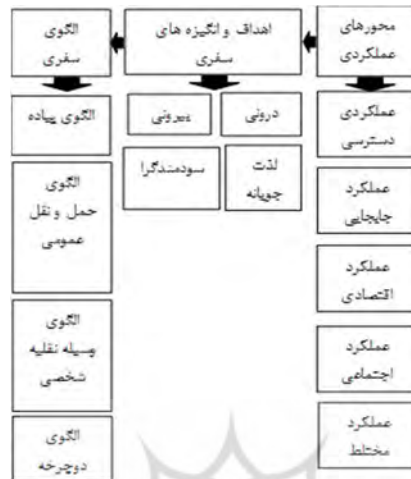 محورهای
عملکردی
اهداف و انگیزه های
سفری
الگوی
سفری
عملکردی
دسترسی
درونی
بیرونی
الگوی پیاده
لذت
جویانه
سودمندگرا
الگوی
حمل و نقل
عمومی
عملکرد
جابجایی
عملکرد
اقتصادی
الگوی
وسیله نقلیه
شخصی
عملکرد
اجتماعی
عملکرد
مختلط
الگوی
دوچرخه